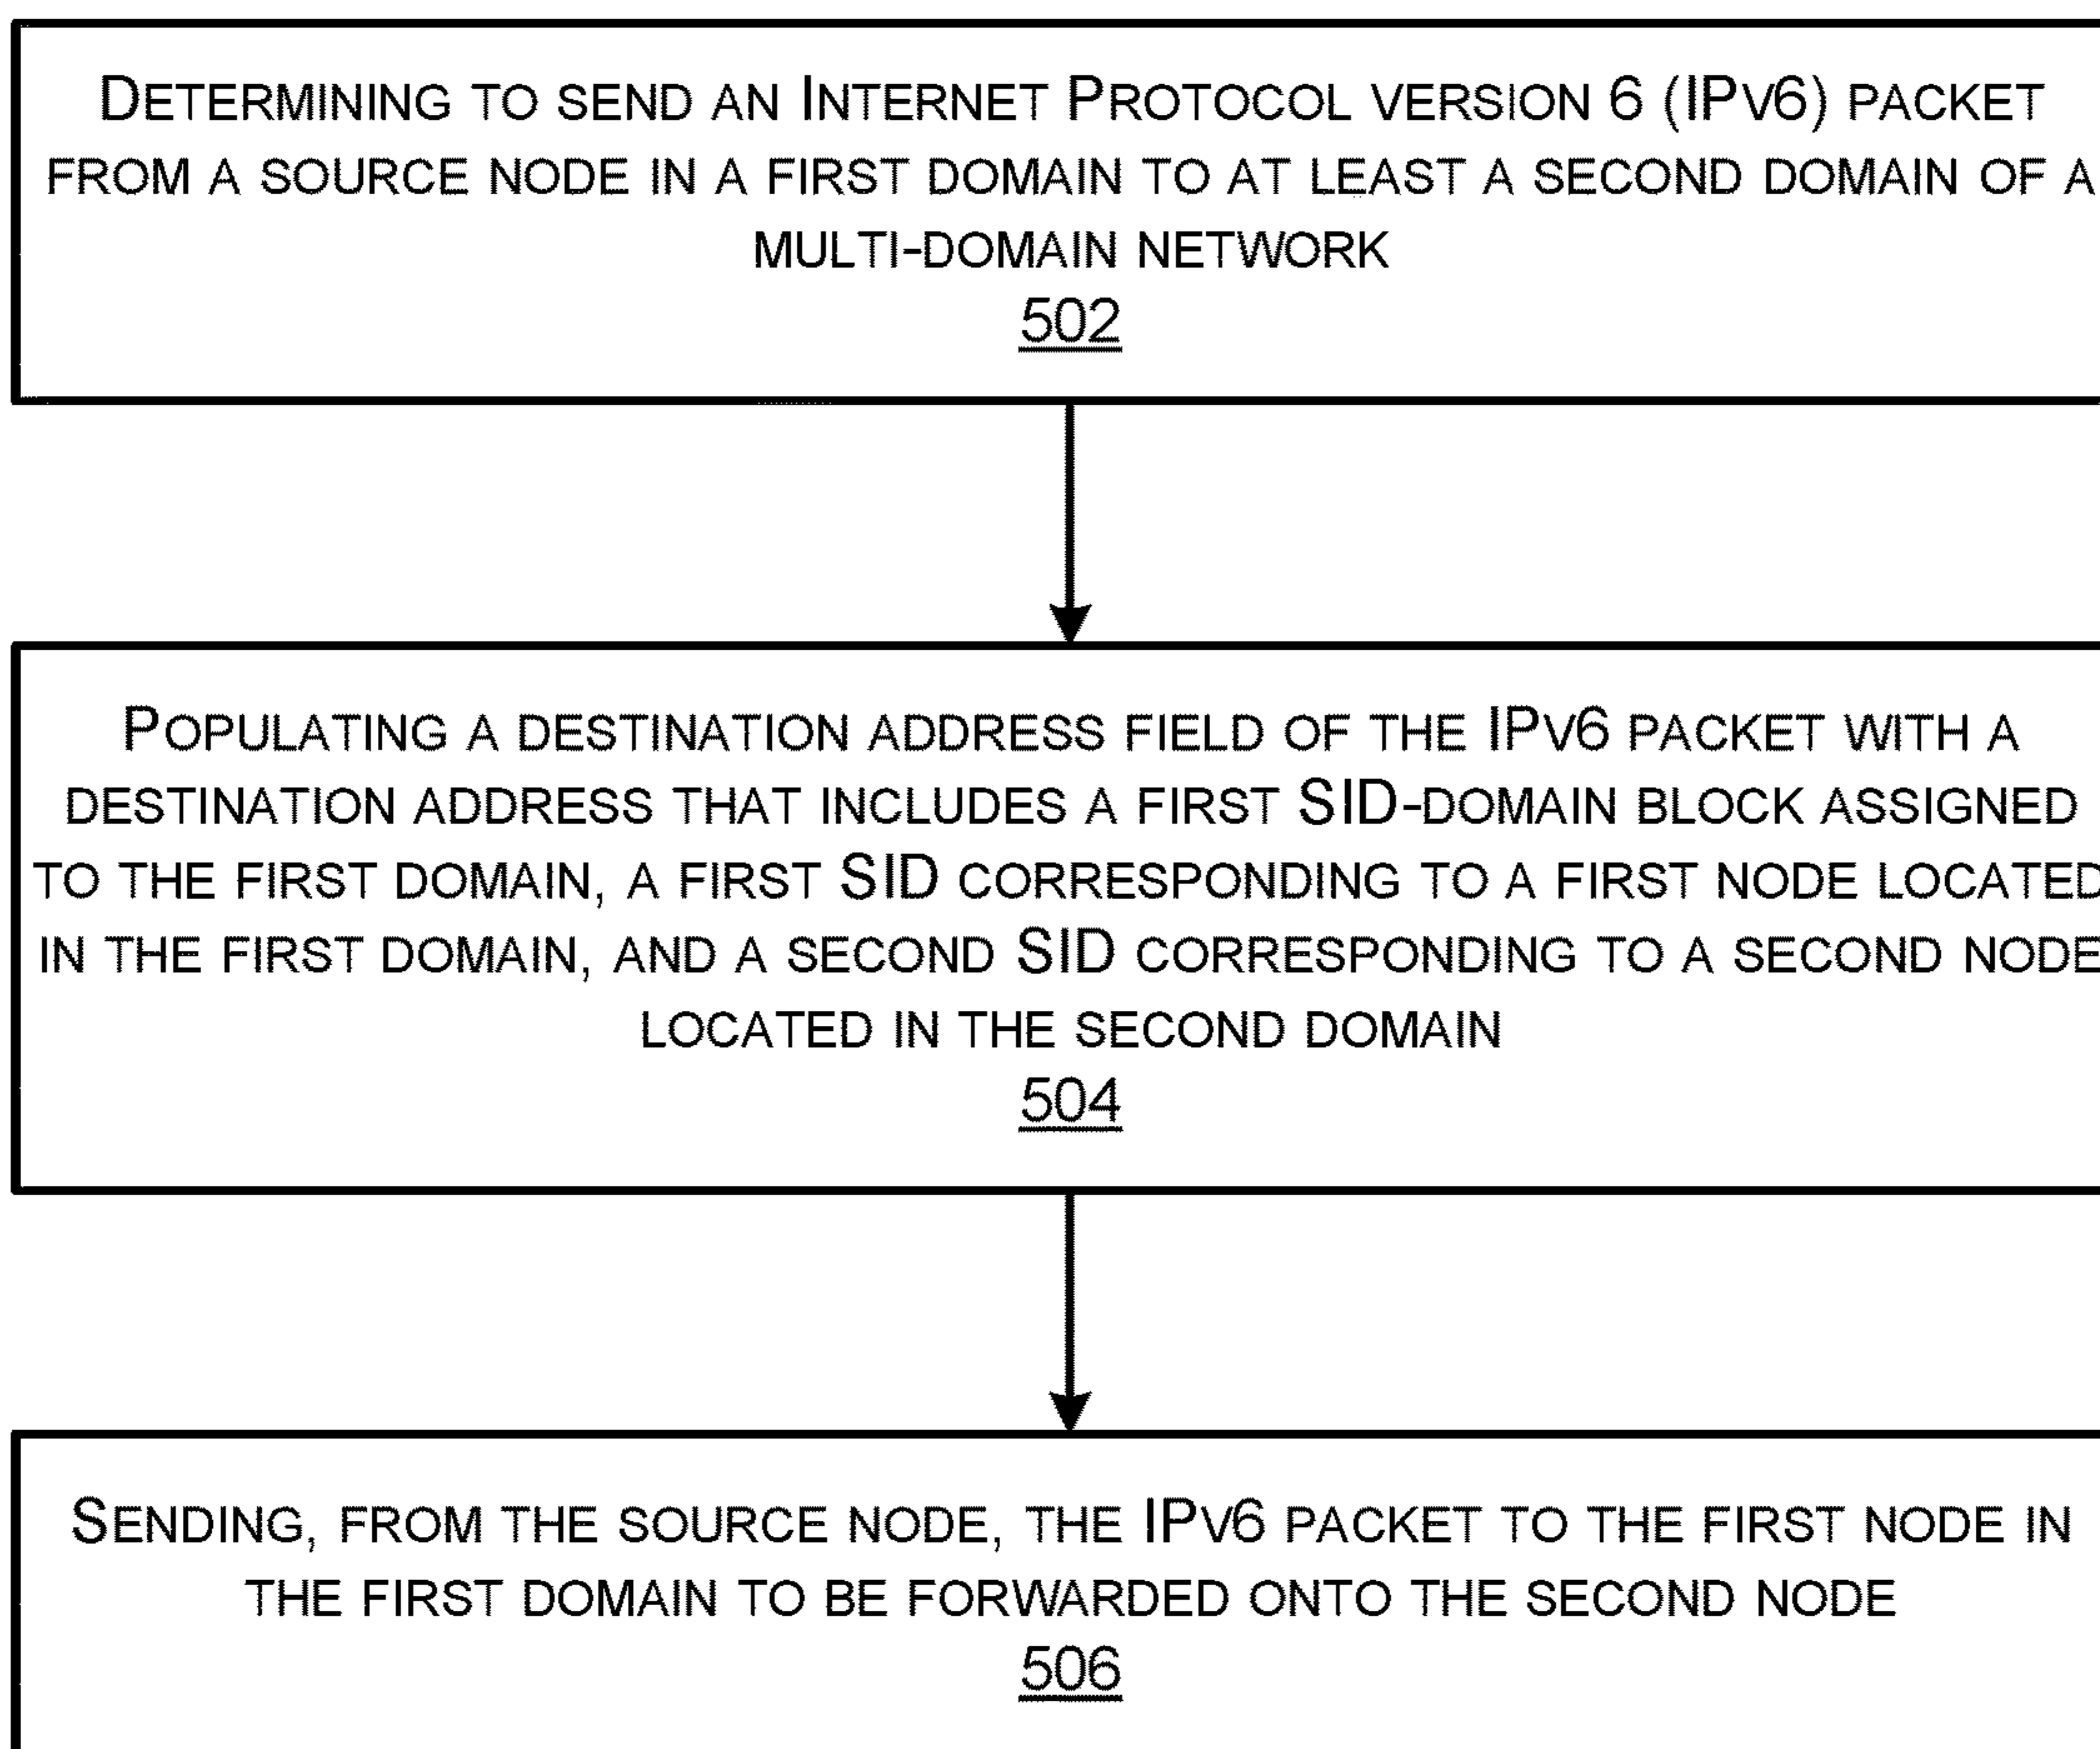 Determining to send an Internet Protocol version 6 (IPv6) packet
from a source node in a first domain to at least a second domain of a
multi-domain network
502
Populating a destination address field of the IPv6 packet with a
destination address that includes a first SID-domain block assigned
to the first domain, a first SID corresponding to a first node located
in the first domain, and a second SID corresponding to a second node
located in the second domain
504
Sending, from the source node, the IPv6 packet to the first node in
the first domain to be forwarded onto the second node
506